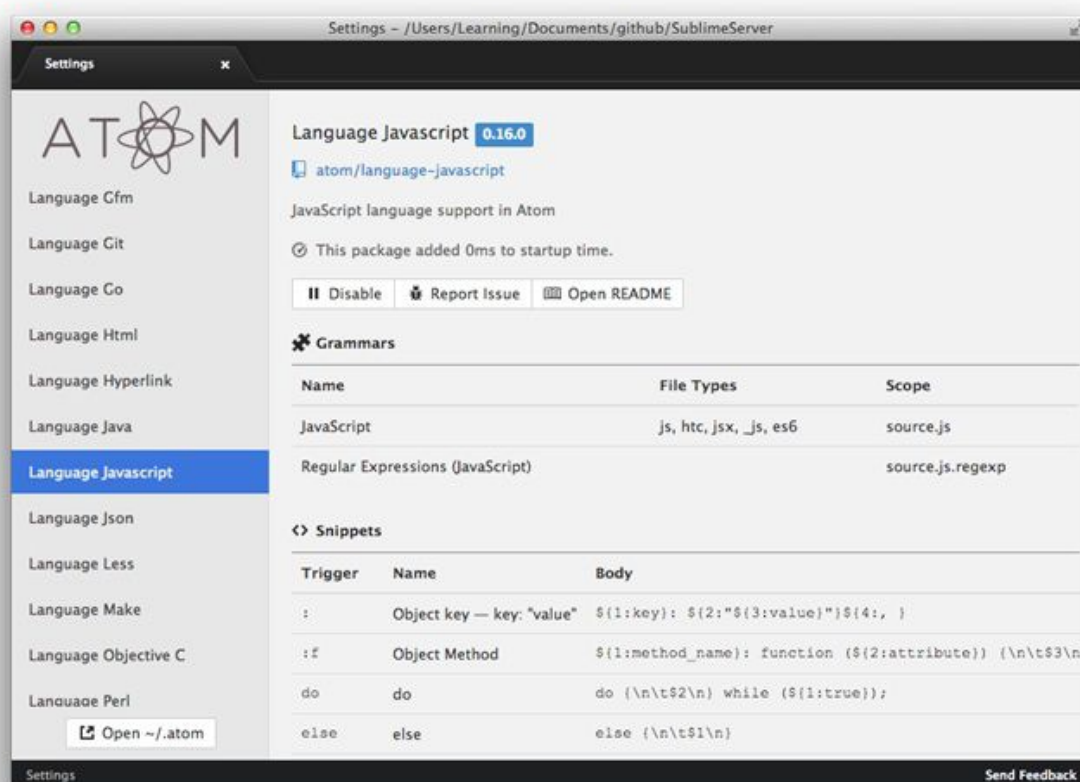 Settings – /Users/Learning/Documents/github/SublimeServer
Settings x
ATOM
Language Gfm
Language Git
Language Go
Language Html
Language Hyperlink
Language Java
Language Javascript
Language Json
Language Less
Language Make
Language Objective C
Language Perl
Open ~/.atom
Language Javascript 0.16.0
atom/language-javascript
JavaScript language support in Atom
This package added 0ms to startup time.
Disable Report Issue Open README
Grammars
Name File Types Scope
JavaScript js, htc, jsx, _js, es6 source.js
Regular Expressions (JavaScript) source.js.regexp
<> Snippets
Trigger Name Body
: Object key — key: "value" ${1:key}: ${2:"${3:value}"}${4:, }
:f Object Method ${1:method_name}: function (${2:attribute}) {\n\t$3\n
do do do {\n\t$2\n} while (${1:true});
else else else {\n\t$1\n}
Settings Send Feedback